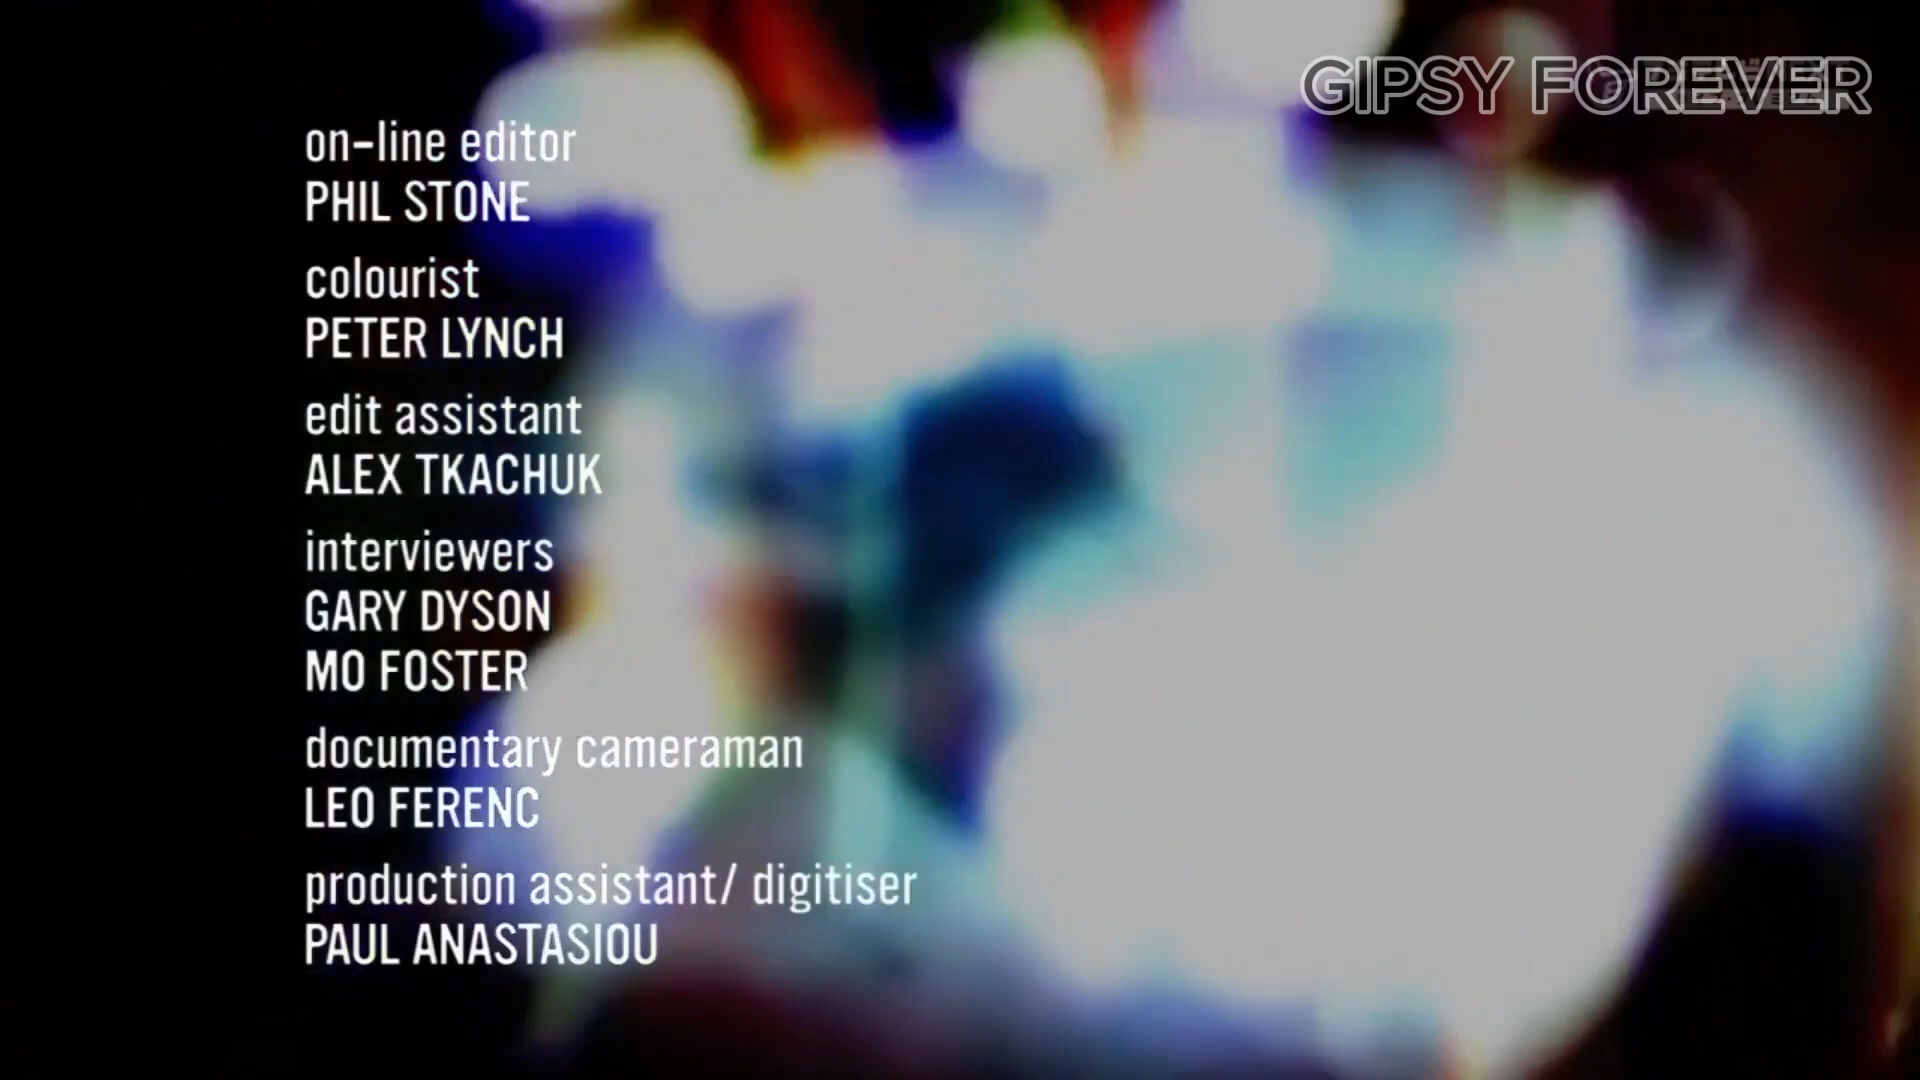 GIPSY FOREVER
on-line editor
PHIL STONE
colourist
PETER LYNCH
edit assistant
ALEX TKACHUK
interviewers
GARY DYSON
MO FOSTER
documentary cameraman
LEO FERENC
production assistant/ digitiser
PAUL ANASTASIOU